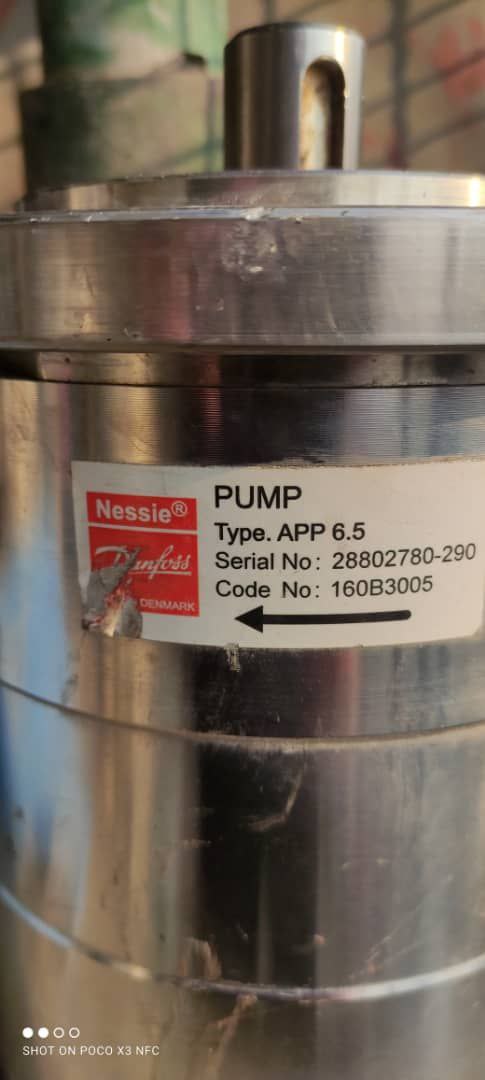 Nessie®
Danfoss
DENMARK
PUMP
Type. APP 6.5
Serial No: 28802780-290
Code No: 160B3005
SHOT ON POCO X3 NFC